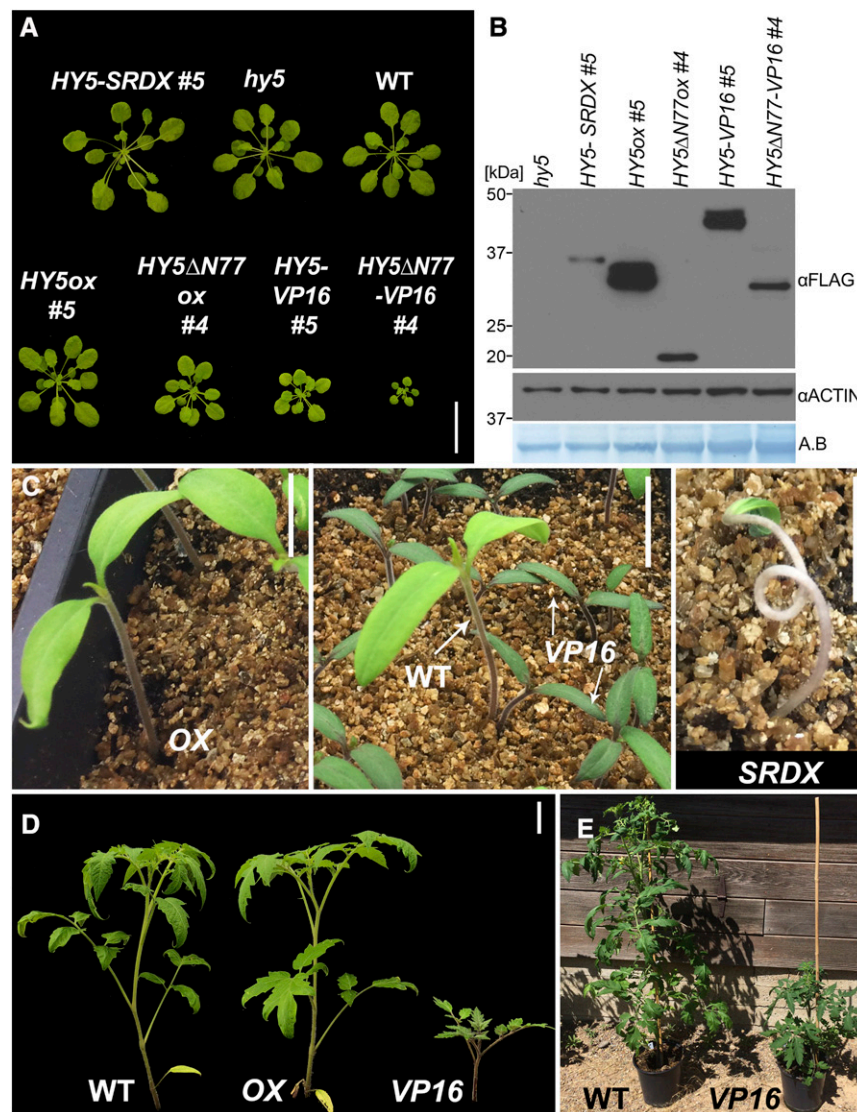 A
HY5-SRDX #5
hy5
WT
HY5ox
#5
HY5ΔN77
ox
#4
HY5-
VP16
#5
HY5ΔN77
-VP16
#4
B
hy5
HY5- SRDX #5
HY5ox #5
HY5ΔN77ox #4
HY5-VP16 #5
HY5ΔN77-VP16 #4
[kDa]
50
37
25
20
αFLAG
αACTIN
37
A.B
C
OX
WT
VP16
SRDX
D
WT
OX
VP16
E
WT
VP16